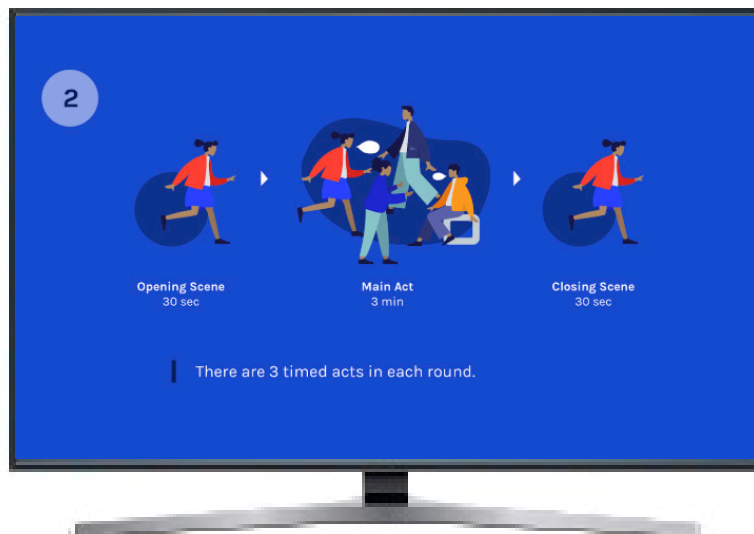 2
Opening Scene
30 sec
Main Act
3 min
Closing Scene
30 sec
There are 3 timed acts in each round.